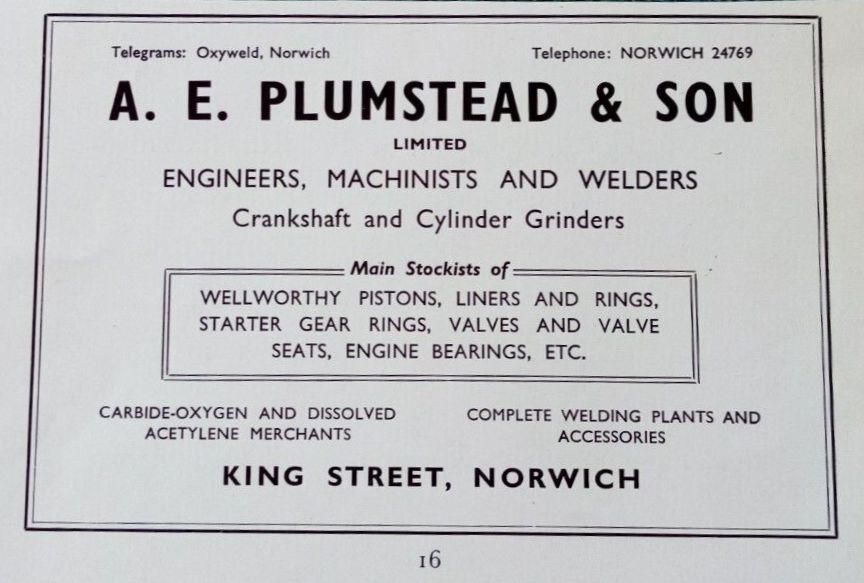 Telegrams: Oxyweld, Norwich Telephone: NORWICH 24769
A. E. PLUMSTEAD & SON
LIMITED
ENGINEERS, MACHINISTS AND WELDERS
Crankshaft and Cylinder Grinders
Main Stockists of
WELLWORTHY PISTONS, LINERS AND RINGS,
STARTER GEAR RINGS, VALVES AND VALVE
SEATS, ENGINE BEARINGS, ETC.
CARBIDE-OXYGEN AND DISSOLVED
ACETYLENE MERCHANTS
COMPLETE WELDING PLANTS AND
ACCESSORIES
KING STREET, NORWICH
16